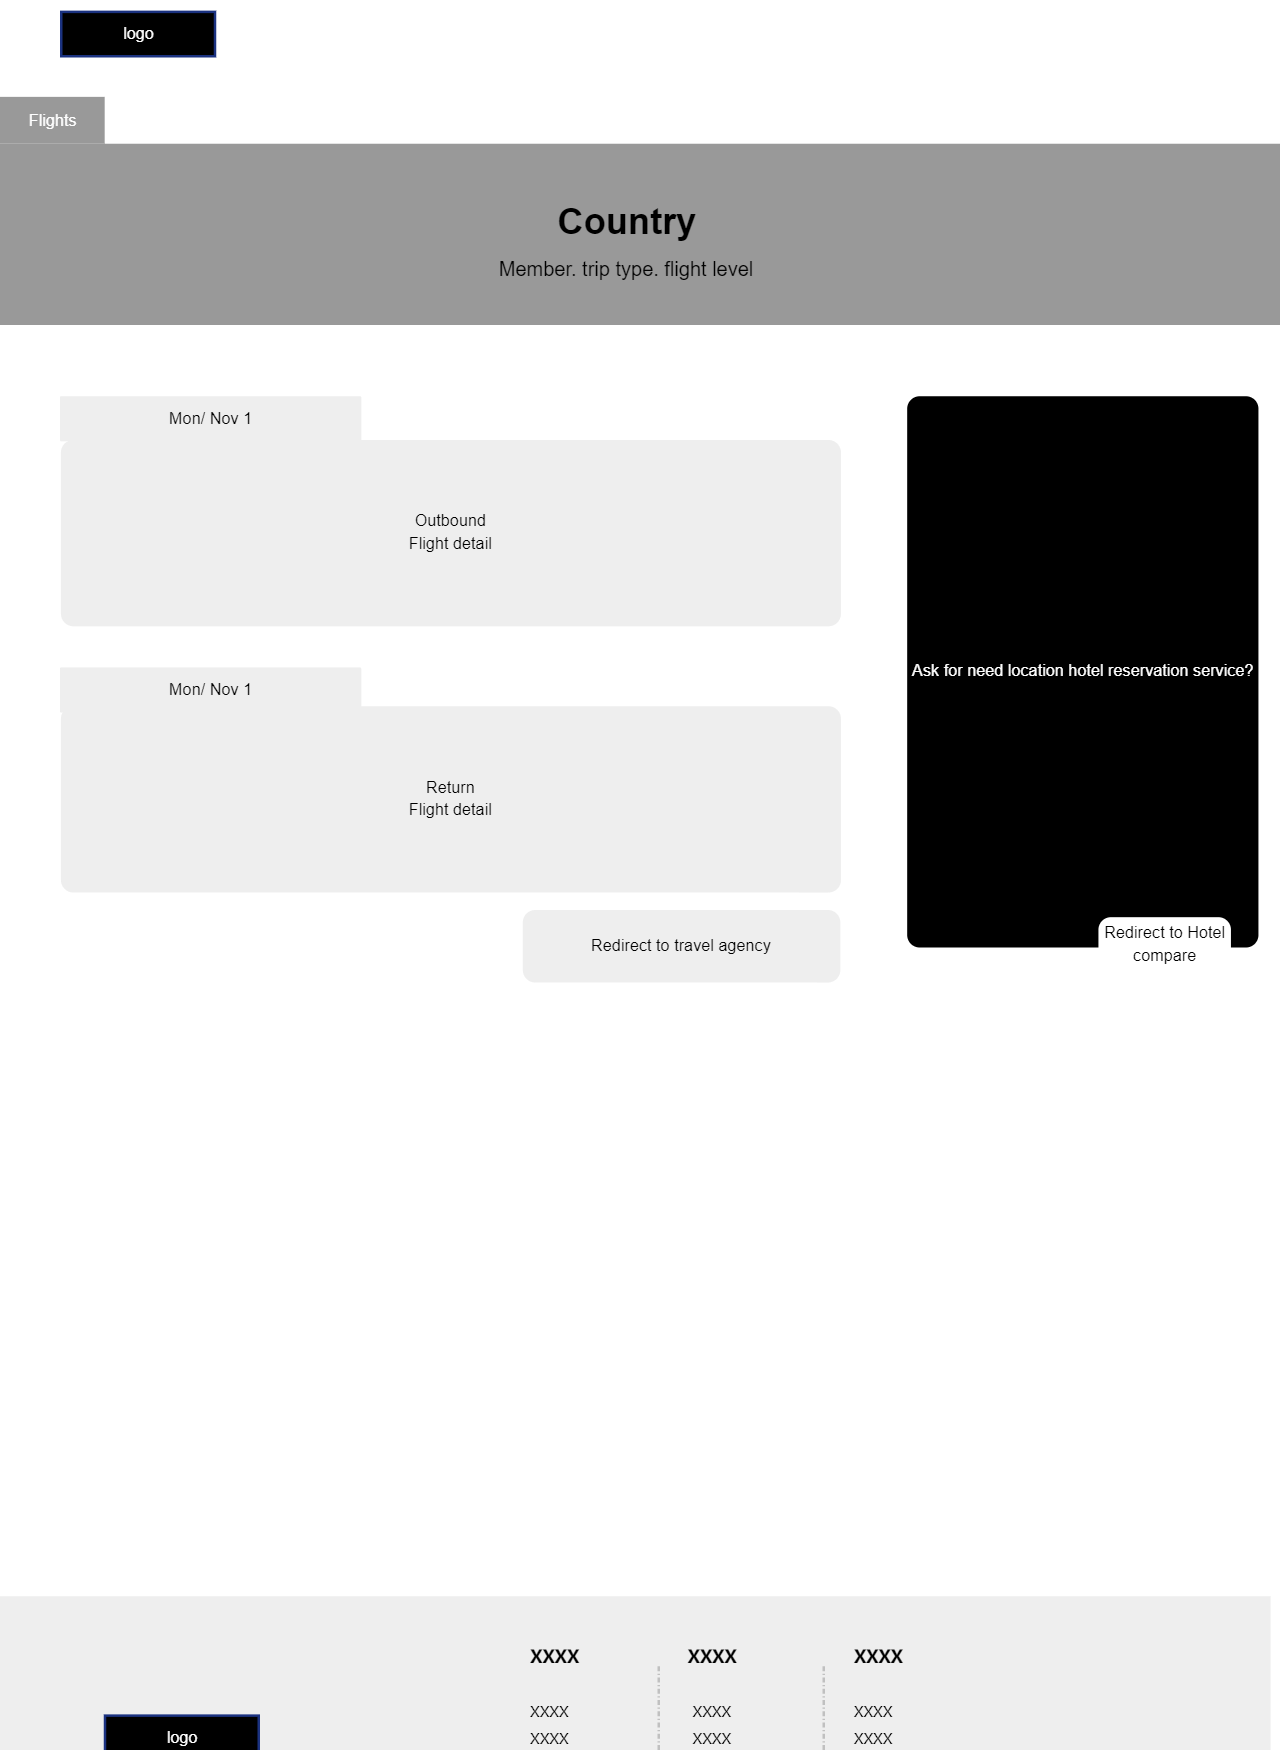 logo
Flights
Country
Member. trip type. flight level
Mon/ Nov 1
Outbound
Flight detail
Mon/ Nov 1
Return
Flight detail
Redirect to travel agency
Ask for need location hotel reservation service?
Redirect to Hotel
compare
XXXX XXXX XXXX
XXXX XXXX XXXX
logo
XXXX XXXX XXXX